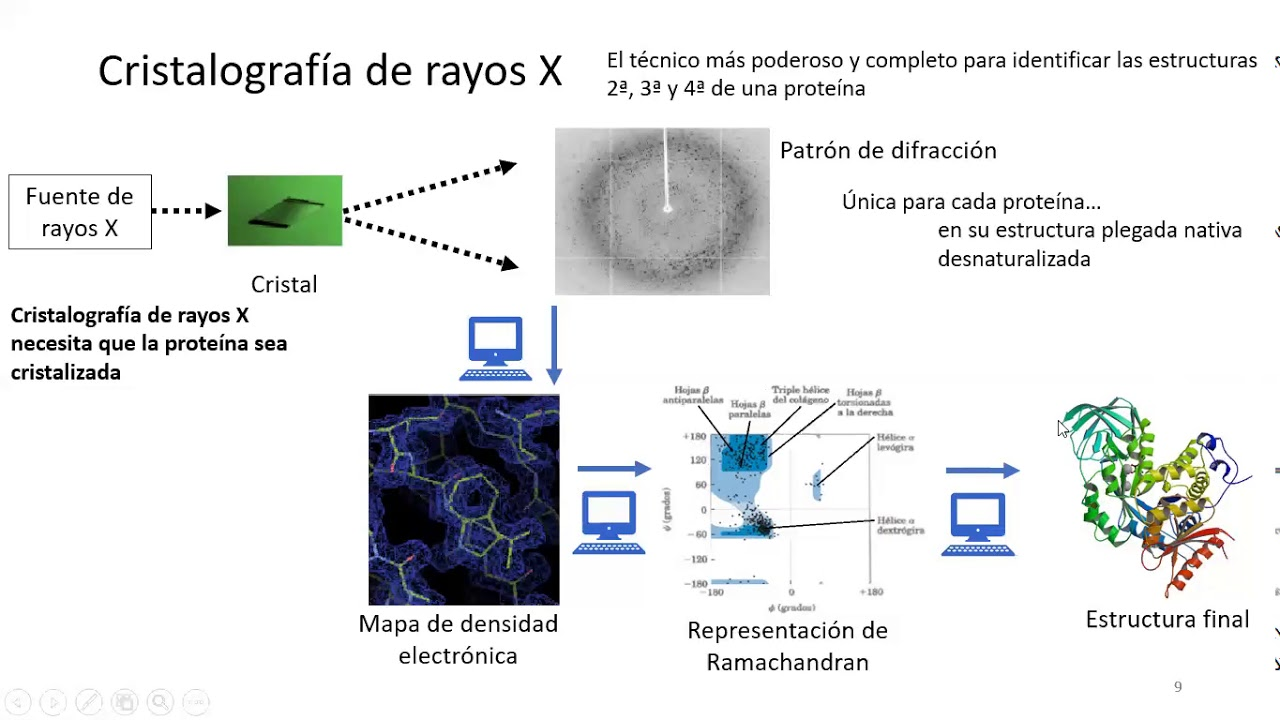 Cristalografía de rayos X
El técnico más poderoso y completo para identificar las estructuras
2ª, 3ª y 4ª de una proteína
Patrón de difracción
Única para cada proteína...
en su estructura plegada nativa
desnaturalizada
Fuente de
rayos X
Cristal
Cristalografía de rayos X
necesita que la proteína sea
cristalizada
Hojas β
antiparalelas
Hojas β
paralelas
Triple hélice
del colágeno
Hojas β
torsionadas
a la derecha
Hélice α
levógira
Hélice α
dextrógira
+180
120
60
0
-60
-120
-180
ψ (grados)
-180
0
+180
ϕ (grados)
Mapa de densidad
electrónica
Representación de
Ramachandran
Estructura final
9